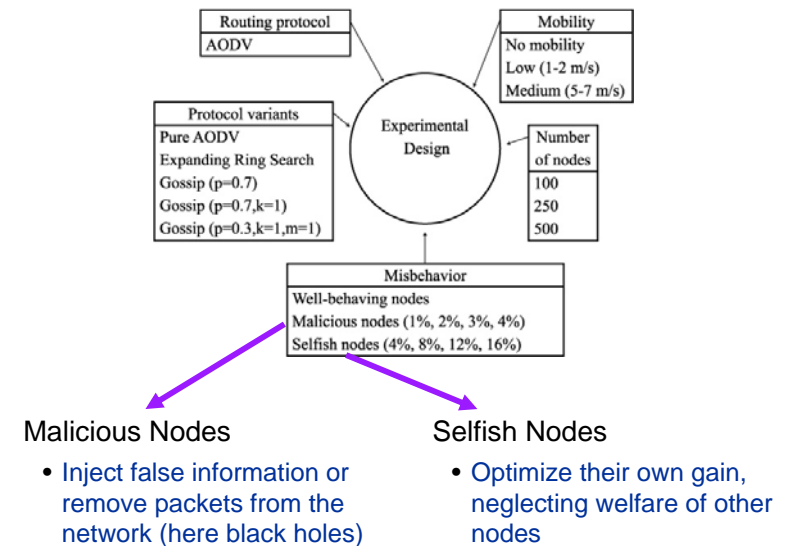 Routing protocol
AODV
Mobility
No mobility
Low (1-2 m/s)
Medium (5-7 m/s)
Protocol variants
Pure AODV
Expanding Ring Search
Gossip (p=0.7)
Gossip (p=0.7,k=1)
Gossip (p=0.3,k=1,m=1)
Experimental
Design
Number
of nodes
100
250
500
Misbehavior
Well-behaving nodes
Malicious nodes (1%, 2%, 3%, 4%)
Selfish nodes (4%, 8%, 12%, 16%)
Malicious Nodes
• Inject false information or
remove packets from the
network (here black holes)
Selfish Nodes
• Optimize their own gain,
neglecting welfare of other
nodes